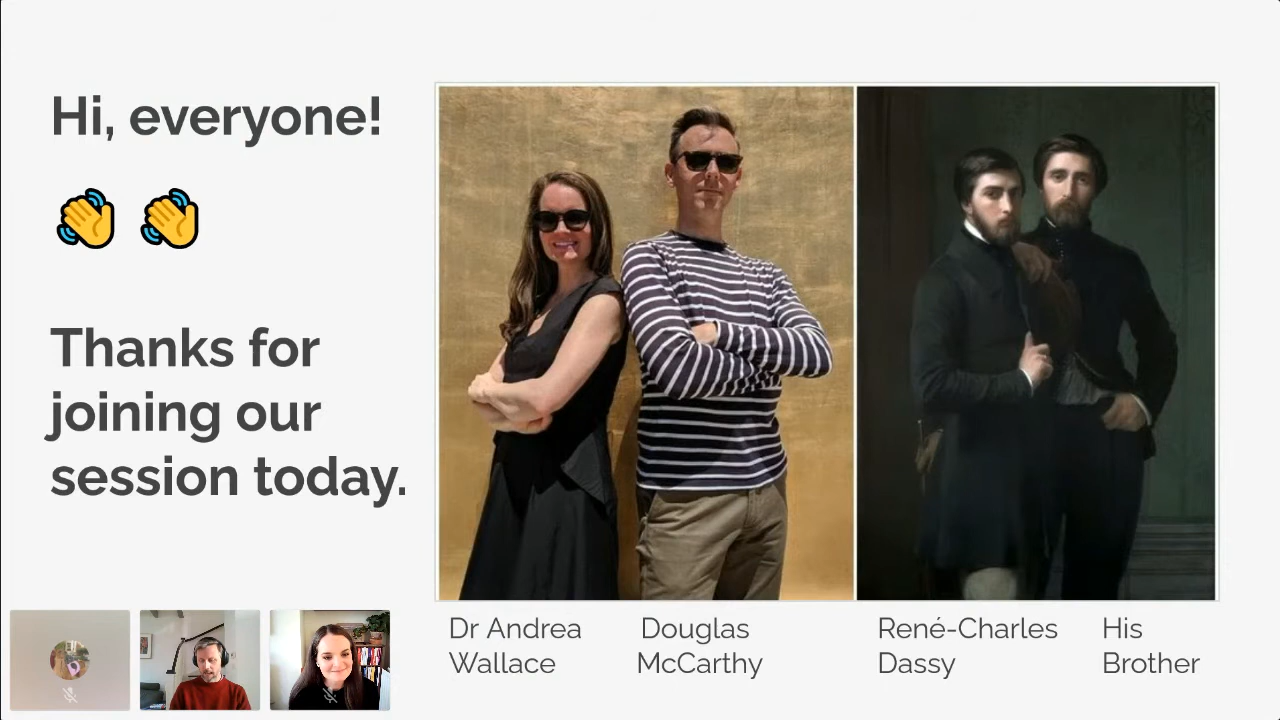 Hi, everyone!
Thanks for
joining our
session today.
Dr Andrea
Wallace
Douglas
McCarthy
René-Charles
Dassy
His
Brother